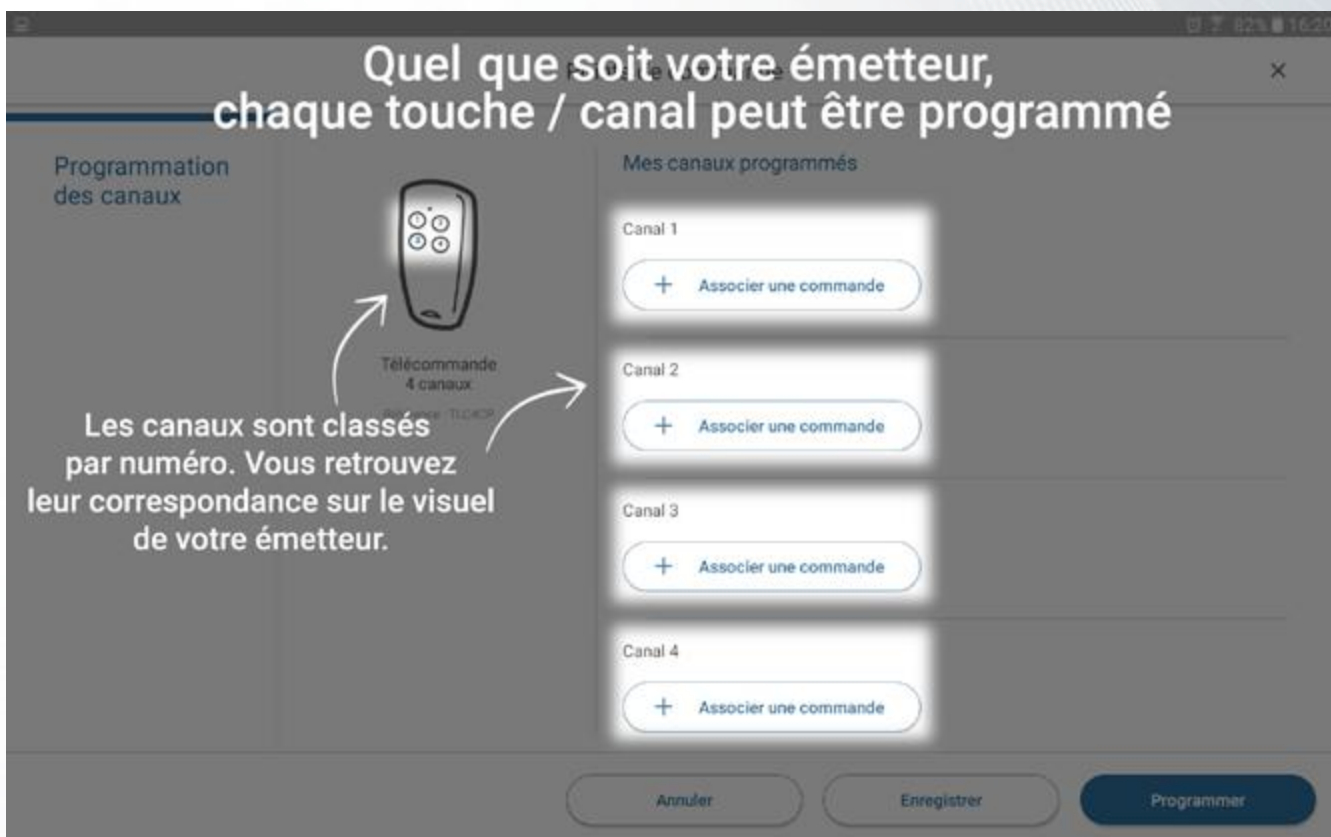 82% 16:20
Quel que soit votre émetteur,
chaque touche / canal peut être programmé
Programmation
des canaux
Télécommande
4 canaux
Les canaux sont classés
par numéro. Vous retrouvez
leur correspondance sur le visuel
de votre émetteur.
Mes canaux programmés
Canal 1
+ Associer une commande
Canal 2
+ Associer une commande
Canal 3
+ Associer une commande
Canal 4
+ Associer une commande
Annuler
Enregistrer
Programmer